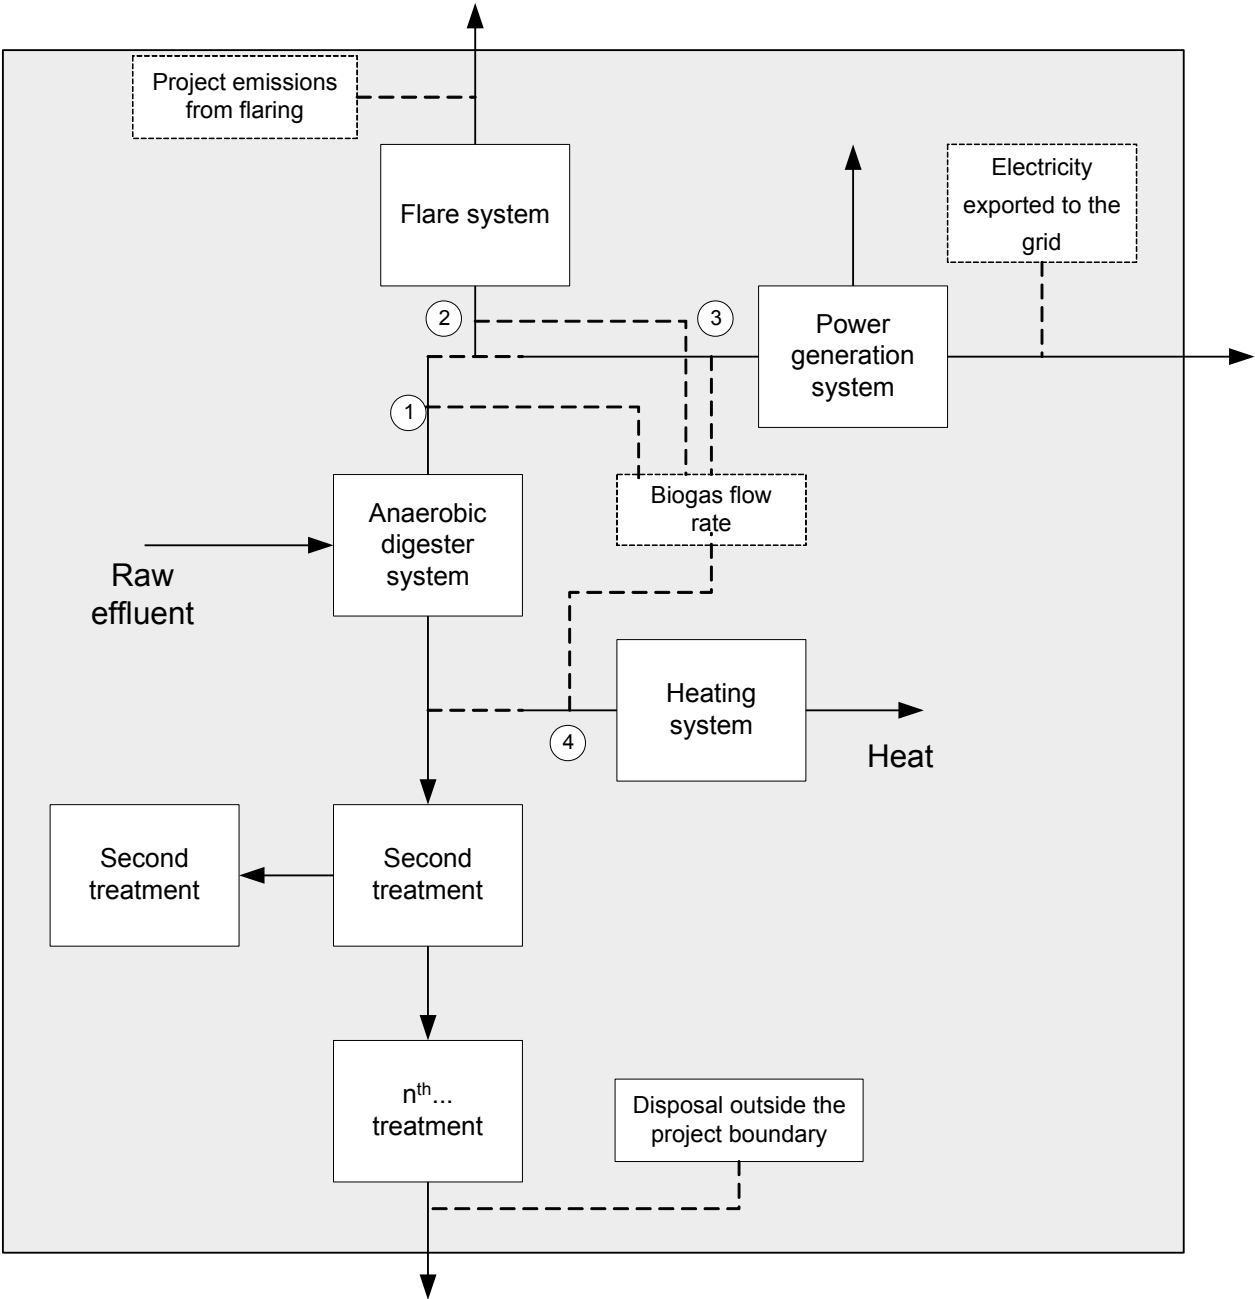 Project emissions
from flaring
Flare system
Electricity
exported to the
grid
2
3
Power
generation
system
1
Biogas flow
rate
Anaerobic
digester
system
Raw
effluent
Heating
system
4
Heat
Second
treatment
Second
treatment
nth...
treatment
Disposal outside the
project boundary